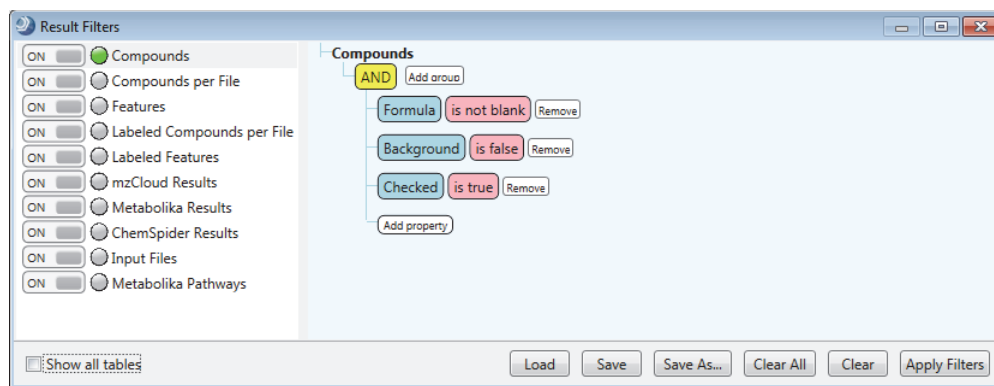 Result Filters
ON Compounds
ON Compounds per File
ON Features
ON Labeled Compounds per File
ON Labeled Features
ON mzCloud Results
ON Metabolika Results
ON ChemSpider Results
ON Input Files
ON Metabolika Pathways
Compounds
AND Add group
Formula is not blank Remove
Background is false Remove
Checked is true Remove
Add property
Show all tables Load Save Save As... Clear All Clear Apply Filters